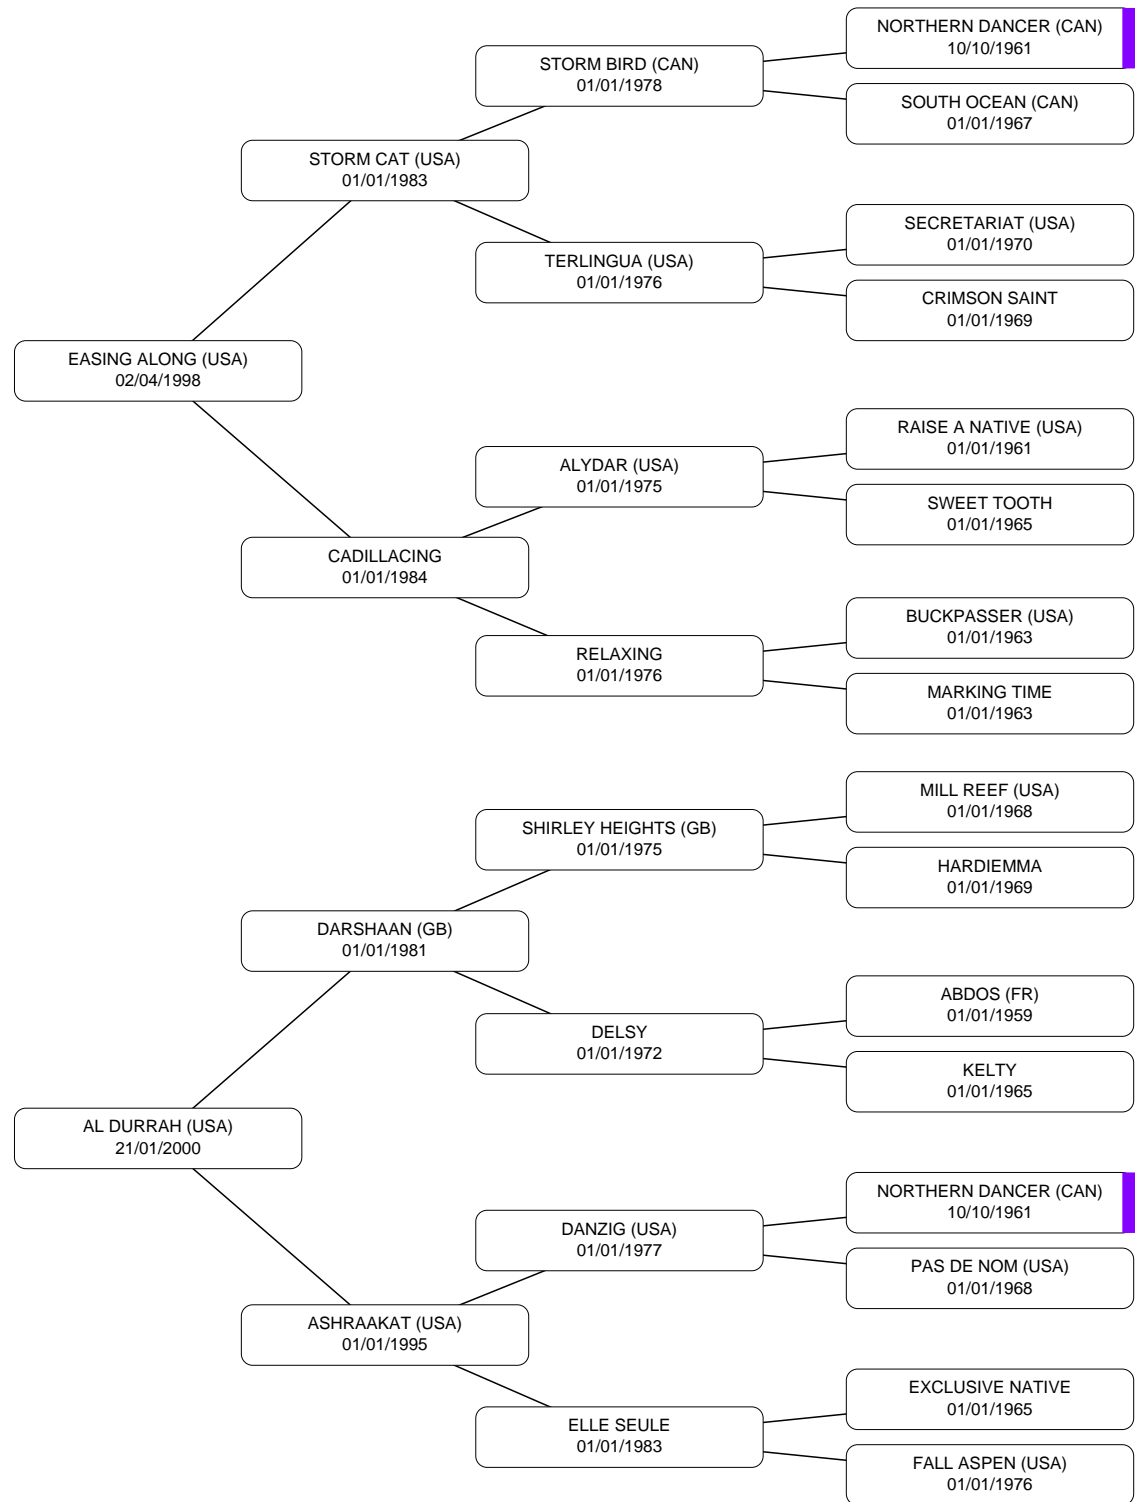 NORTHERN DANCER (CAN)
10/10/1961
STORM BIRD (CAN)
01/01/1978
SOUTH OCEAN (CAN)
01/01/1967
STORM CAT (USA)
01/01/1983
SECRETARIAT (USA)
01/01/1970
TERLINGUA (USA)
01/01/1976
CRIMSON SAINT
01/01/1969
EASING ALONG (USA)
02/04/1998
RAISE A NATIVE (USA)
01/01/1961
ALYDAR (USA)
01/01/1975
SWEET TOOTH
01/01/1965
CADILLACING
01/01/1984
BUCKPASSER (USA)
01/01/1963
RELAXING
01/01/1976
MARKING TIME
01/01/1963
MILL REEF (USA)
01/01/1968
SHIRLEY HEIGHTS (GB)
01/01/1975
HARDIEMMA
01/01/1969
DARSHAAN (GB)
01/01/1981
ABDOS (FR)
01/01/1959
DELSY
01/01/1972
KELTY
01/01/1965
AL DURRAH (USA)
21/01/2000
NORTHERN DANCER (CAN)
10/10/1961
DANZIG (USA)
01/01/1977
PAS DE NOM (USA)
01/01/1968
ASHRAAKAT (USA)
01/01/1995
EXCLUSIVE NATIVE
01/01/1965
ELLE SEULE
01/01/1983
FALL ASPEN (USA)
01/01/1976